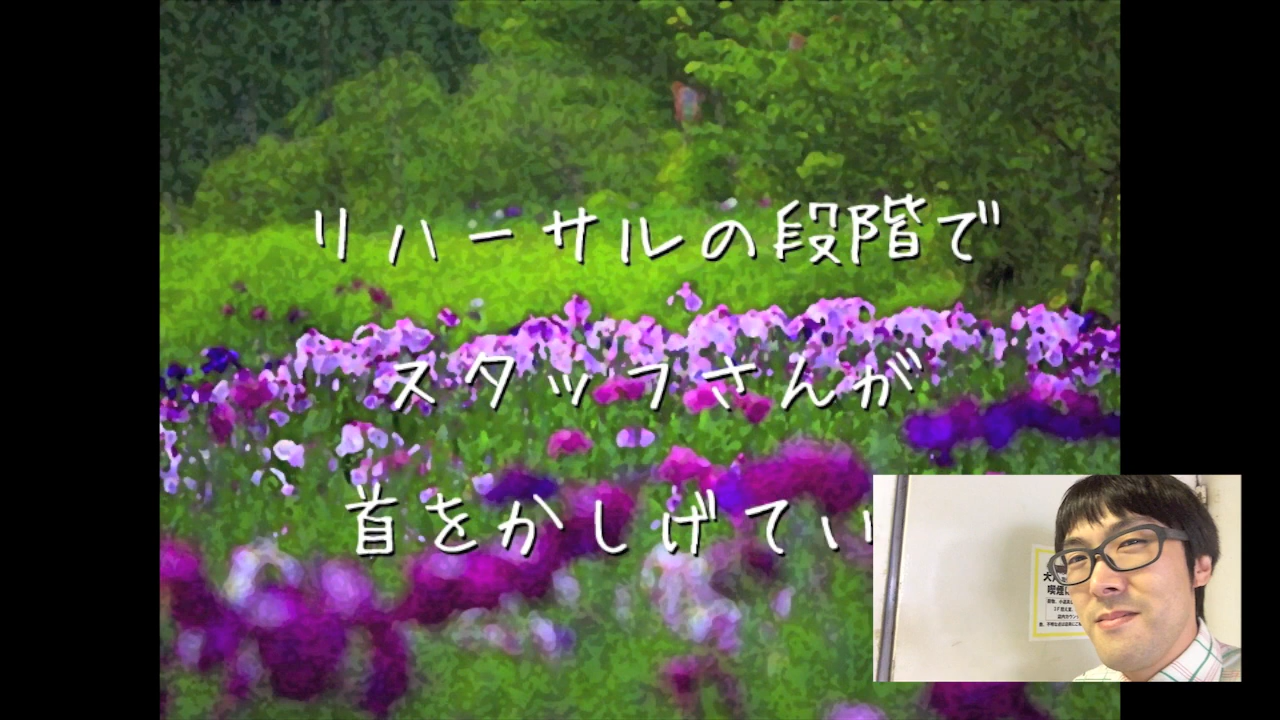 リハーサルの段階で
スタッフさんが
首をかしげてい